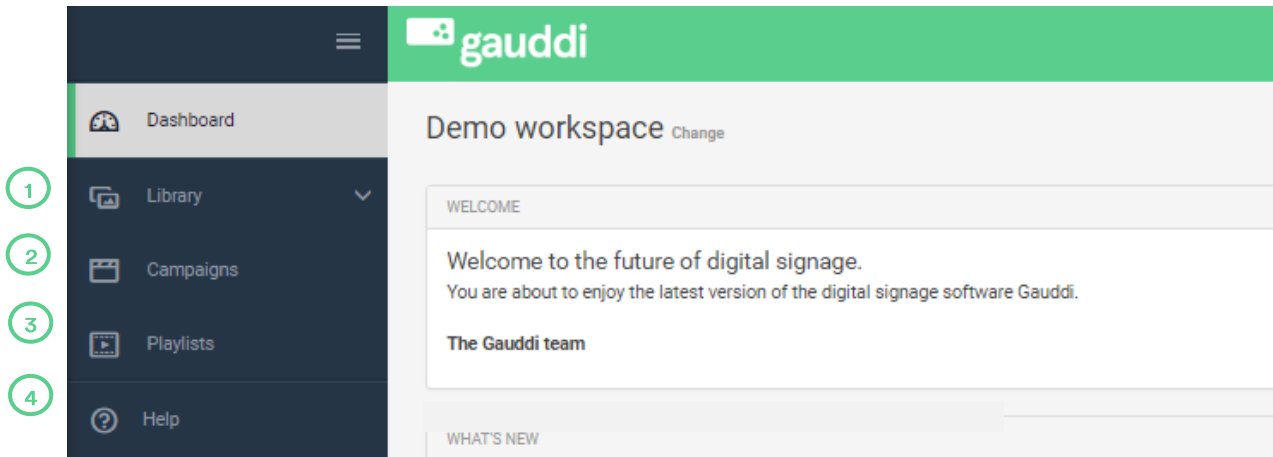 gauddi
Dashboard
Demo workspace Change
1 Library
WELCOME
2 Campaigns
Welcome to the future of digital signage.
You are about to enjoy the latest version of the digital signage software Gauddi.
3 Playlists
The Gauddi team
4 Help
WHAT'S NEW